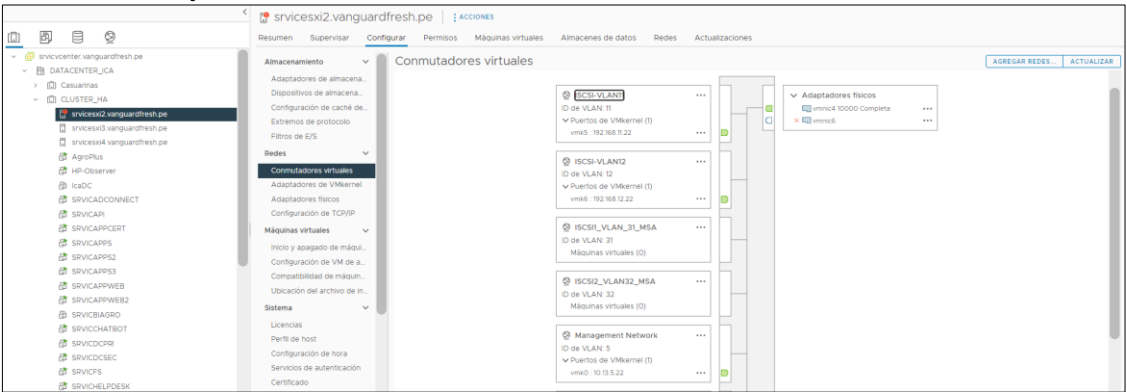 srvicesxi2.vanguardfresh.pe
ACCIONES
Resumen Supervisar Configurar Permisos Máquinas virtuales Almacenes de datos Redes Actualizaciones
srvicvcenter.vanguardfresh.pe
DATACENTER_ICA
Casuarinas
CLUSTER_HA
srvicesxi2.vanguardfresh.pe
srvicesxi3.vanguardfresh.pe
srvicesxi4.vanguardfresh.pe
AgroPlus
HP-Observer
IcaDC
SRVICADCONNECT
SRVICAPI
SRVICAPPCERT
SRVICAPPS
SRVICAPPS2
SRVICAPPS3
SRVICAPPWEB
SRVICAPPWEB2
SRVICBIAGRO
SRVICCHATBOT
SRVICDCPRI
SRVICDCSEC
SRVICFS
SRVICHELPDESK
Almacenamiento
Adaptadores de almacena...
Dispositivos de almacena...
Configuración de caché de...
Extremos de protocolo
Filtros de E/S
Redes
Conmutadores virtuales
Adaptadores de VMkernel
Adaptadores físicos
Configuración de TCP/IP
Máquinas virtuales
Inicio y apagado de máqui...
Configuración de VM de a...
Compatibilidad de máquin...
Ubicación del archivo de in...
Sistema
Licencias
Perfil de host
Configuración de hora
Servicios de autenticación
Certificado
Conmutadores virtuales
AGREGAR REDES... ACTUALIZAR
ISCSI-VLAN11
ID de VLAN: 11
Puertos de VMkernel (1)
vmk5 : 192.168.11.22
ISCSI-VLAN12
ID de VLAN: 12
Puertos de VMkernel (1)
vmk6 : 192.168.12.22
ISCSI1_VLAN_31_MSA
ID de VLAN: 31
Máquinas virtuales (0)
ISCSI2_VLAN32_MSA
ID de VLAN: 32
Máquinas virtuales (0)
Management Network
ID de VLAN: 5
Puertos de VMkernel (1)
vmk0 : 10.13.5.22
Adaptadores físicos
vmnic4 10000 Completa
vmnic6